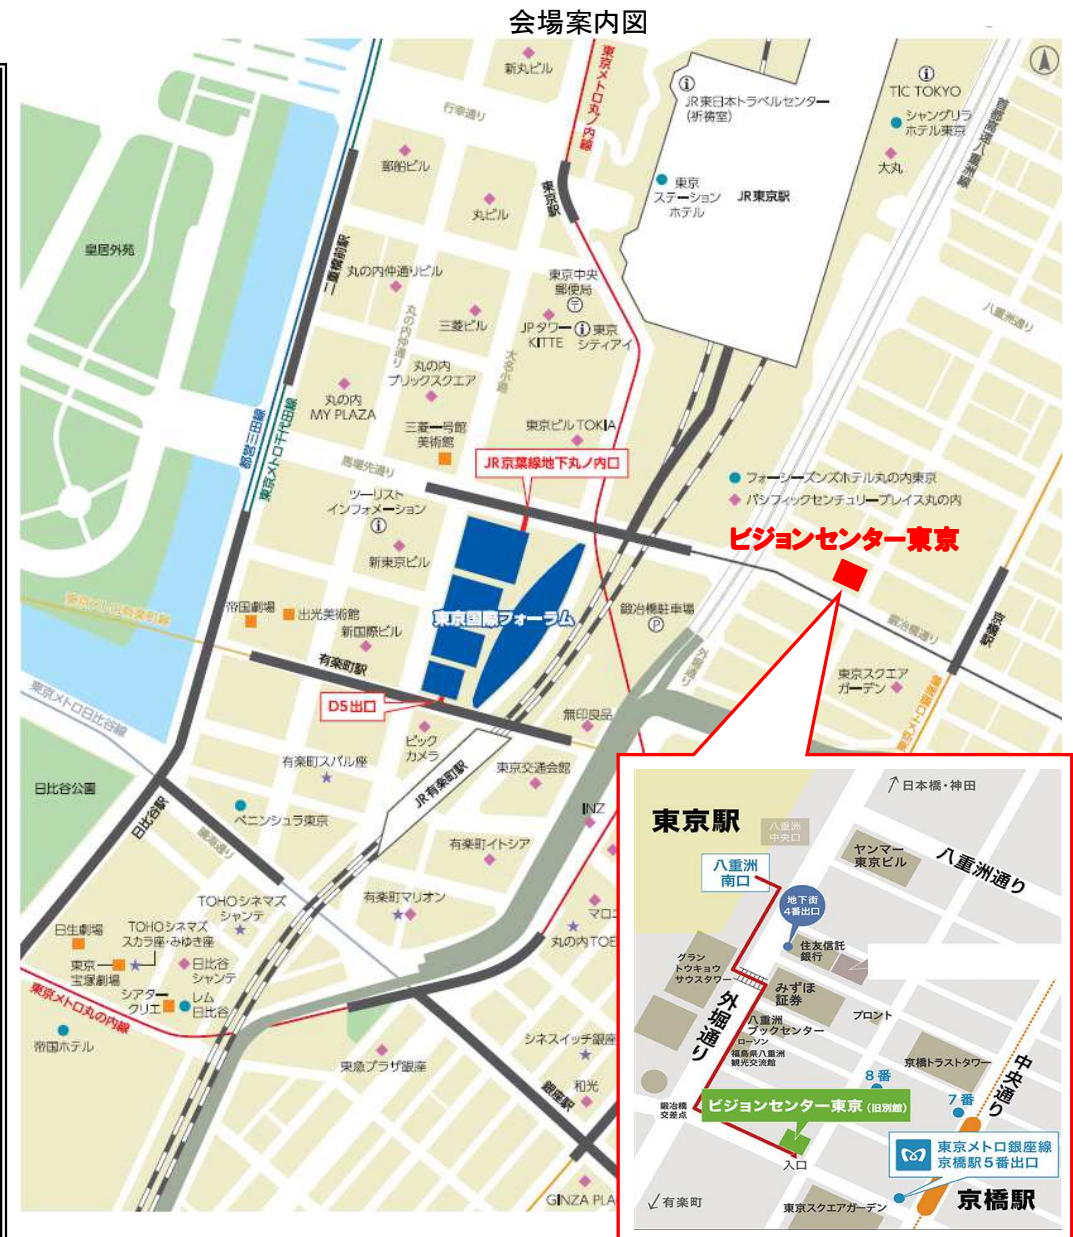 会場案内図
新丸ビル
行幸通り
東京メトロ丸ノ内線
JR東日本トラベルセンター
(祈祷室)
TIC TOKYO
シャングリラ
ホテル東京
大丸
首都高速八重洲線
郵船ビル
東京駅
東京
ステーション
ホテル
JR東京駅
丸ビル
皇居外苑
二重橋前駅
丸の内仲通りビル
東京中央
郵便局
八重洲通り
丸の内仲通り
三菱ビル
JPタワー
KITTE
東京
シティアイ
大名小路
丸の内
ブリックスクエア
丸の内
MY PLAZA
三菱一号館
美術館
東京ビルTOKIA
都営三田線
東京メトロ千代田線
馬場先通り
JR京葉線地下丸ノ内口
フォーシーズンズホテル丸の内東京
パシフィックセンチュリープレイス丸の内
ツーリスト
インフォメーション
ビジョンセンター東京
新東京ビル
東京メトロ有楽町線
帝国劇場
出光美術館
東京国際フォーラム
鍛冶橋駐車場
P
鍛冶橋通り
京橋駅
新国際ビル
外堀通り
有楽町駅
東京スクエア
ガーデン
東京メトロ銀座線
東京メトロ日比谷線
D5出口
無印良品
ビック
カメラ
有楽町スバル座
東京交通会館
JR有楽町駅
日比谷公園
日比谷駅
ペニンシュラ東京
INZ
晴海通り
有楽町イトシア
有楽町マリオン
TOHOシネマズ
シャンテ
マロニ
日生劇場
TOHOシネマズ
スカラ座・みゆき座
丸の内TOE
東京
宝塚劇場
日比谷
シャンテ
シアター
クリエ
レム
日比谷
東京メトロ丸の内線
帝国ホテル
シネスイッチ銀座
東急プラザ銀座
和光
銀座駅
GINZA PLA
日本橋・神田
東京駅
八重洲
中央口
ヤンマー
東京ビル
八重洲通り
八重洲
南口
地下街
4番出口
住友信託
銀行
グラン
トウキョウ
サウスタワー
みずほ
証券
外堀通り
八重洲
ブックセンター
プロント
ローソン
福島県八重洲
観光交流館
京橋トラストタワー
中央通り
8番
7番
鍛冶橋
交差点
ビジョンセンター東京 (旧別館)
東京メトロ銀座線
京橋駅5番出口
入口
有楽町
東京スクエアガーデン
京橋駅